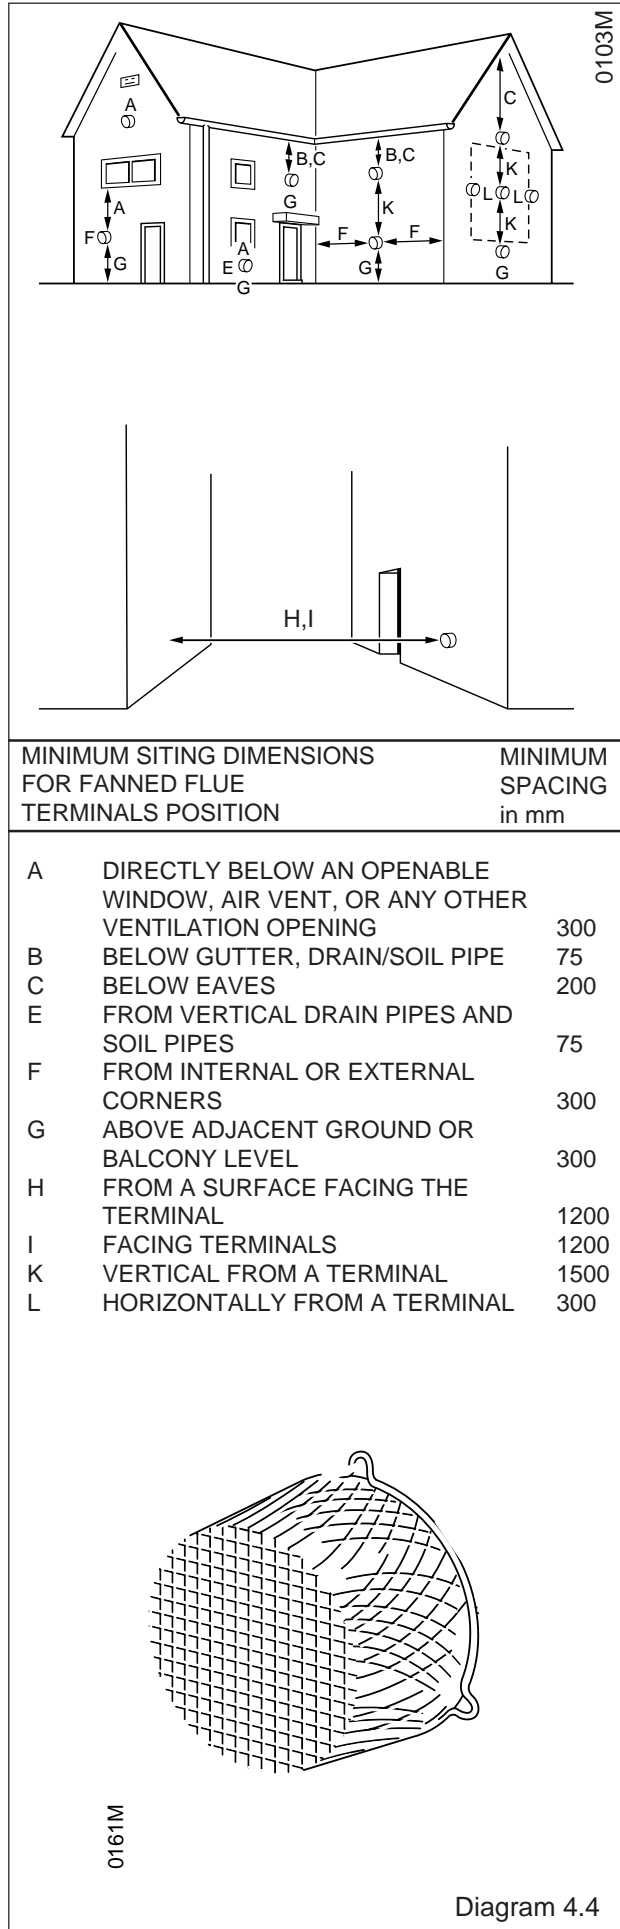 0103M
A
C
B,C
B,C
K
G
L
L
A
K
K
F
F
F
A
G
E
G
G
G
H,I
MINIMUM SITING DIMENSIONS
FOR FANNED FLUE
TERMINALS POSITION
MINIMUM
SPACING
in mm
A DIRECTLY BELOW AN OPENABLE
WINDOW, AIR VENT, OR ANY OTHER
VENTILATION OPENING 300
B BELOW GUTTER, DRAIN/SOIL PIPE 75
C BELOW EAVES 200
E FROM VERTICAL DRAIN PIPES AND
SOIL PIPES 75
F FROM INTERNAL OR EXTERNAL
CORNERS 300
G ABOVE ADJACENT GROUND OR
BALCONY LEVEL 300
H FROM A SURFACE FACING THE
TERMINAL 1200
I FACING TERMINALS 1200
K VERTICAL FROM A TERMINAL 1500
L HORIZONTALLY FROM A TERMINAL 300
0161M
Diagram 4.4